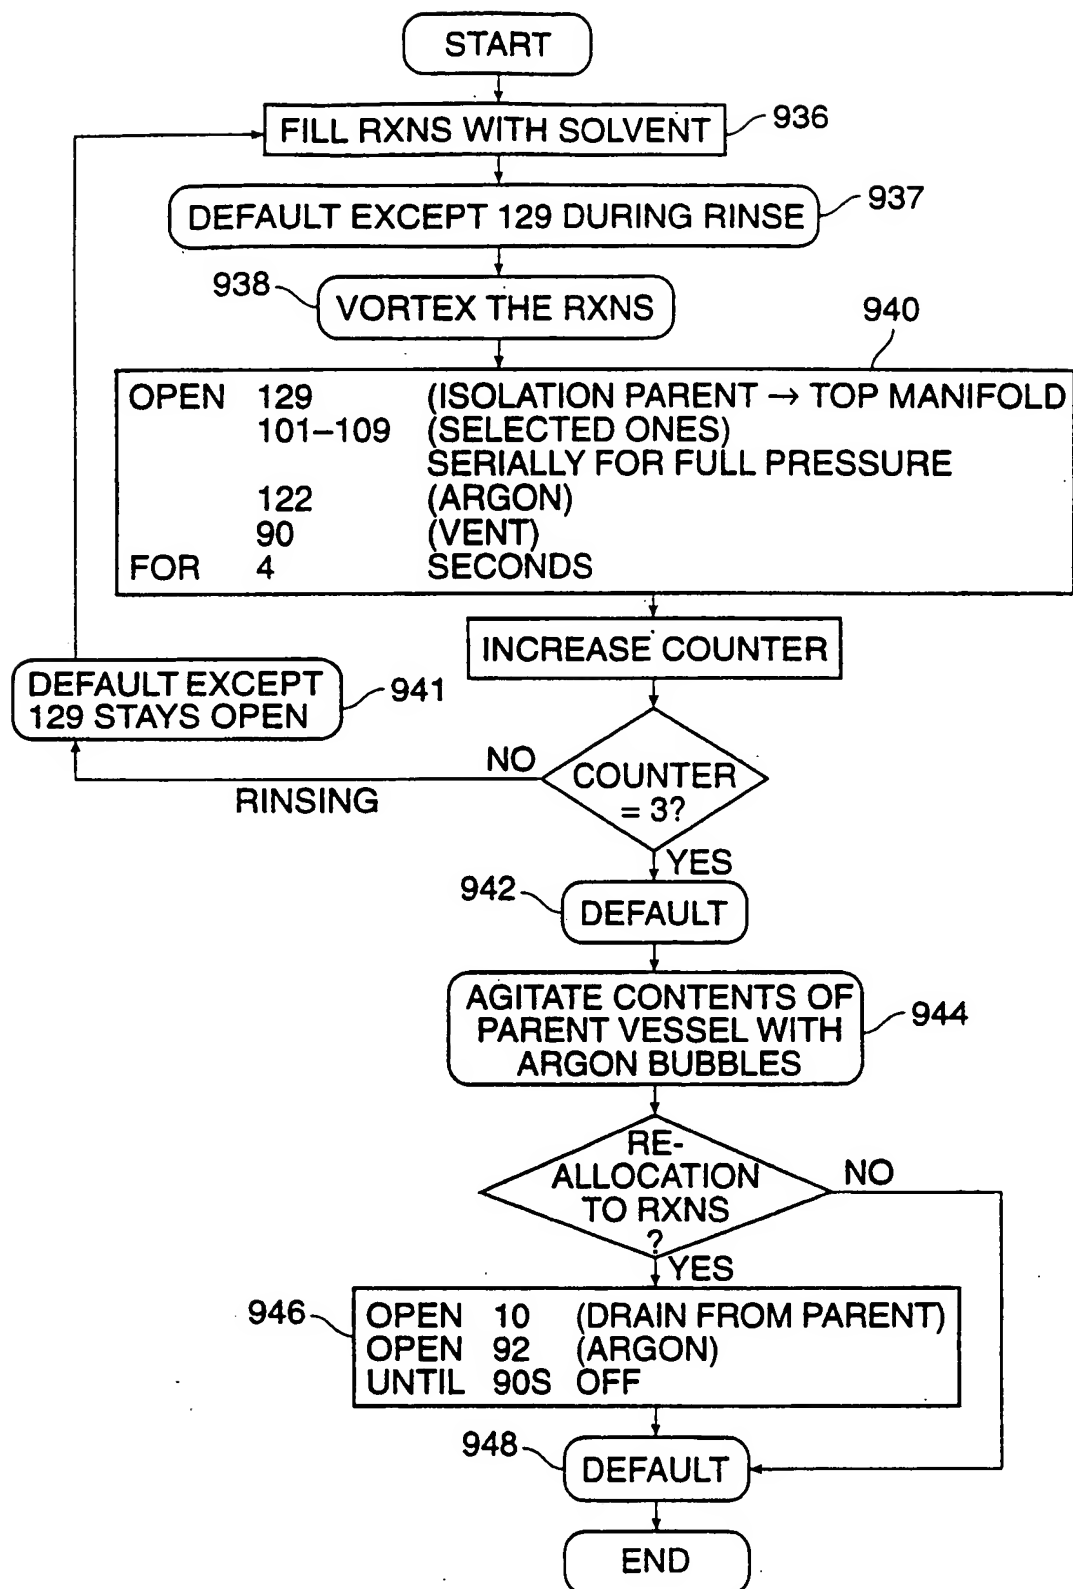 START
FILL RXNS WITH SOLVENT
936
DEFAULT EXCEPT 129 DURING RINSE
937
938
VORTEX THE RXNS
940
OPEN 129 (ISOLATION PARENT → TOP MANIFOLD
101–109 (SELECTED ONES)
SERIALLY FOR FULL PRESSURE
122 (ARGON)
90 (VENT)
FOR 4 SECONDS
INCREASE COUNTER
DEFAULT EXCEPT
129 STAYS OPEN
941
NO
RINSING
COUNTER
= 3?
YES
942
DEFAULT
AGITATE CONTENTS OF
PARENT VESSEL WITH
ARGON BUBBLES
944
RE-
ALLOCATION
TO RXNS
?
NO
YES
946
OPEN 10 (DRAIN FROM PARENT)
OPEN 92 (ARGON)
UNTIL 90S OFF
948
DEFAULT
END